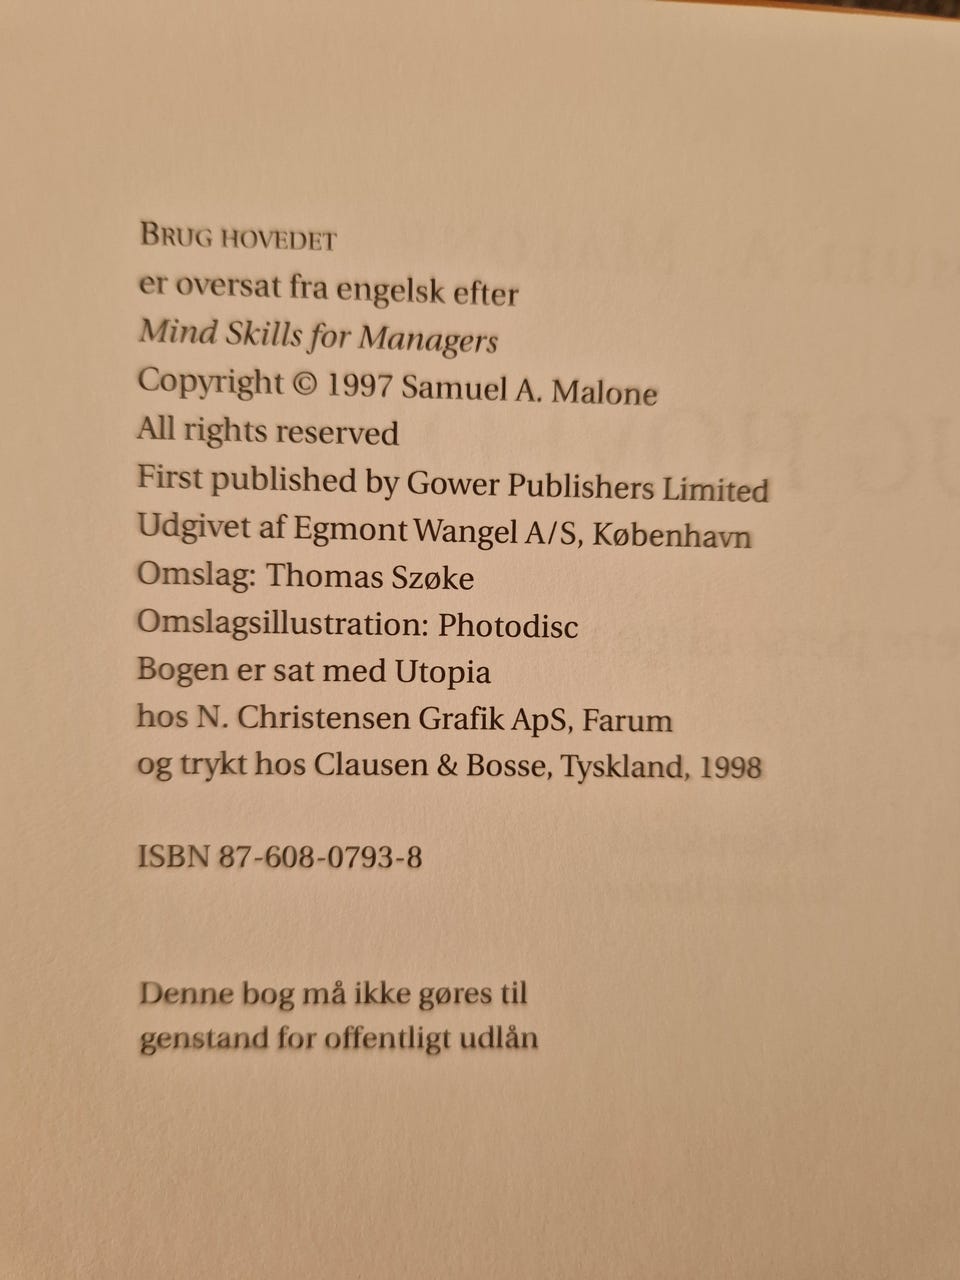 BRUG HOVEDET
er oversat fra engelsk efter
Mind Skills for Managers
Copyright © 1997 Samuel A. Malone
All rights reserved
First published by Gower Publishers Limited
Udgivet af Egmont Wangel A/S, København
Omslag: Thomas Szøke
Omslagsillustration: Photodisc
Bogen er sat med Utopia
hos N. Christensen Grafik ApS, Farum
og trykt hos Clausen & Bosse, Tyskland, 1998
ISBN 87-608-0793-8
Denne bog må ikke gøres til
genstand for offentligt udlån